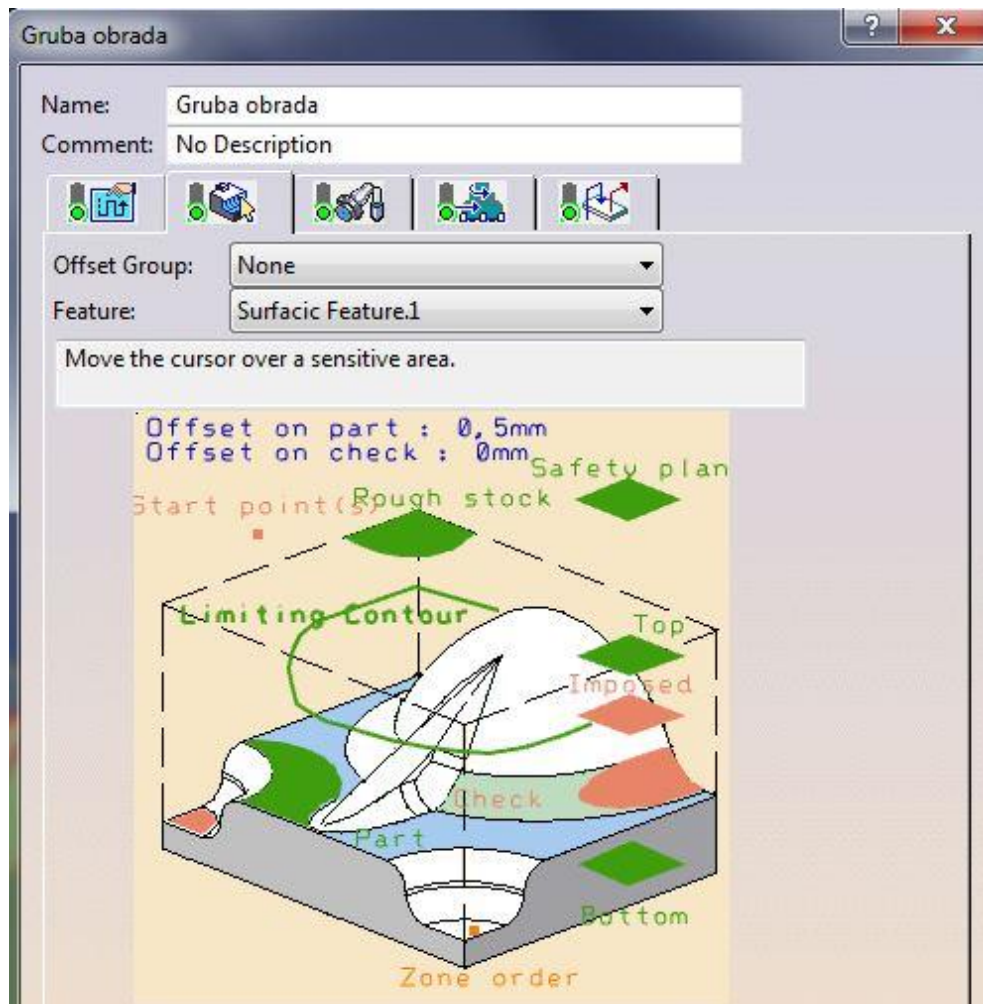 Gruba obrada
?
X
Name: Gruba obrada
Comment: No Description
Offset Group: None
Feature: Surfacic Feature.1
Move the cursor over a sensitive area.
Offset on part : 0,5mm
Offset on check : 0mm
Safety plan
Start point(s)
Rough stock
Limiting Contour
Top
Imposed
Check
Part
Bottom
Zone order